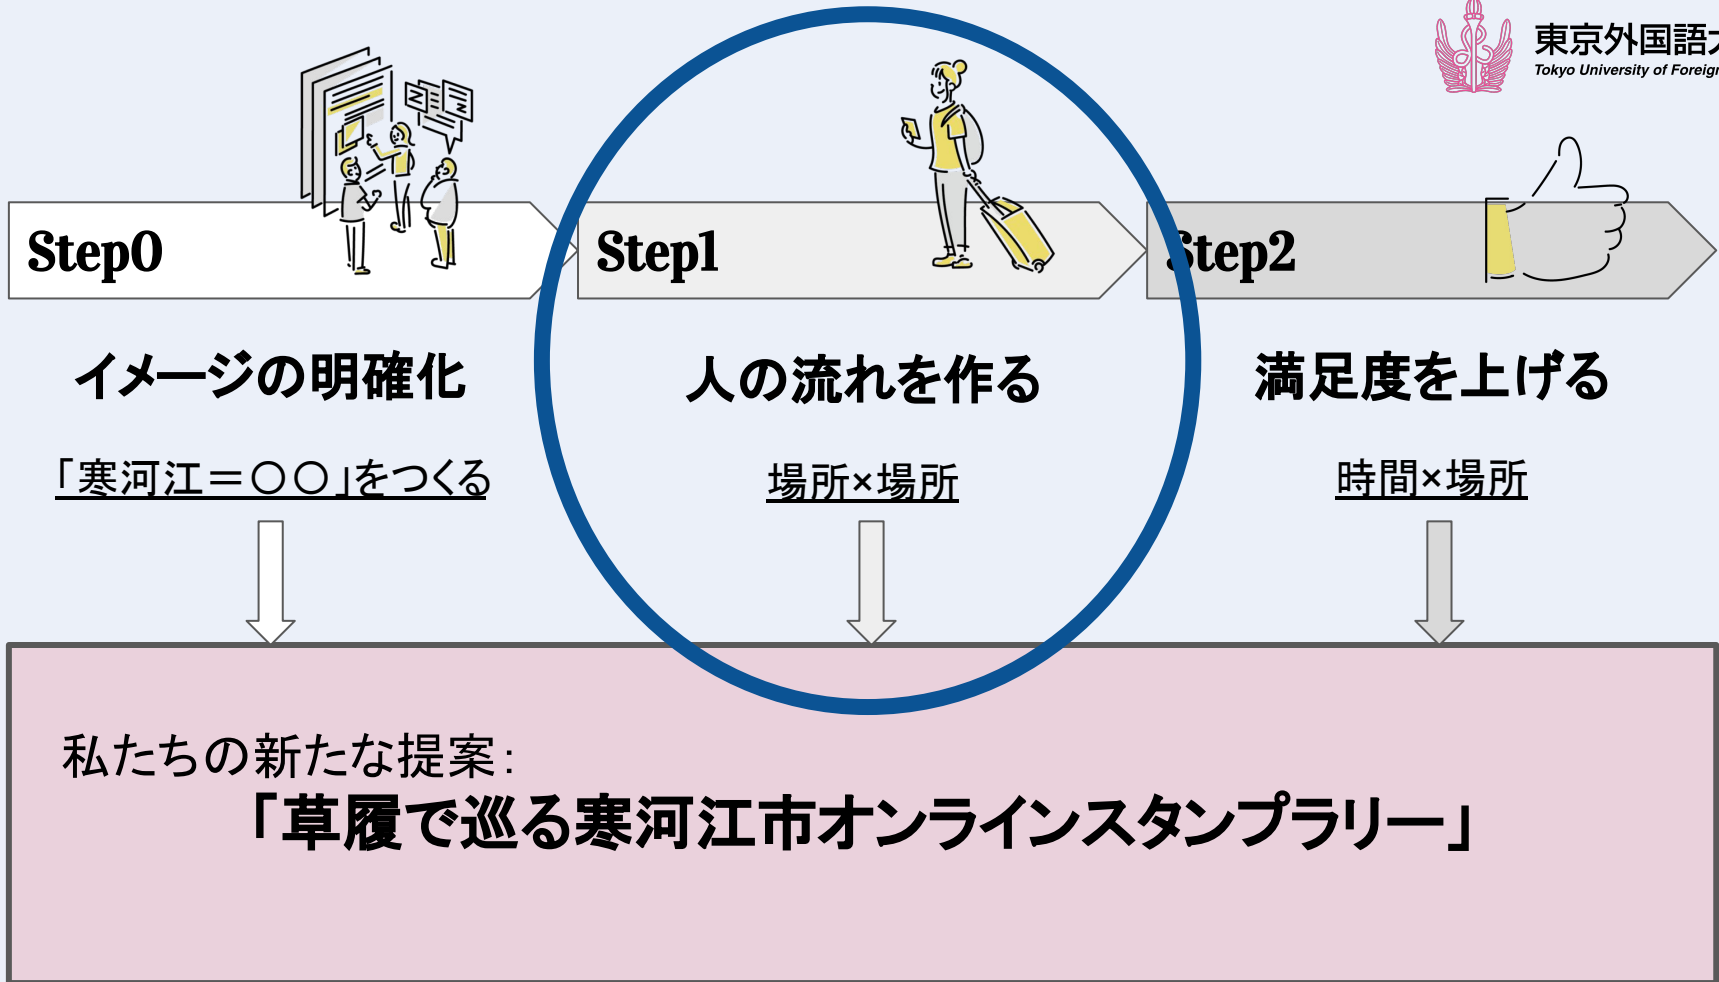 東京外国語大
Tokyo University of Foreign
Step0
Step1
Step2
イメージの明確化
人の流れを作る
満足度を上げる
「寒河江＝〇〇」をつくる
場所×場所
時間×場所
私たちの新たな提案：
「草履で巡る寒河江市オンラインスタンプラリー」